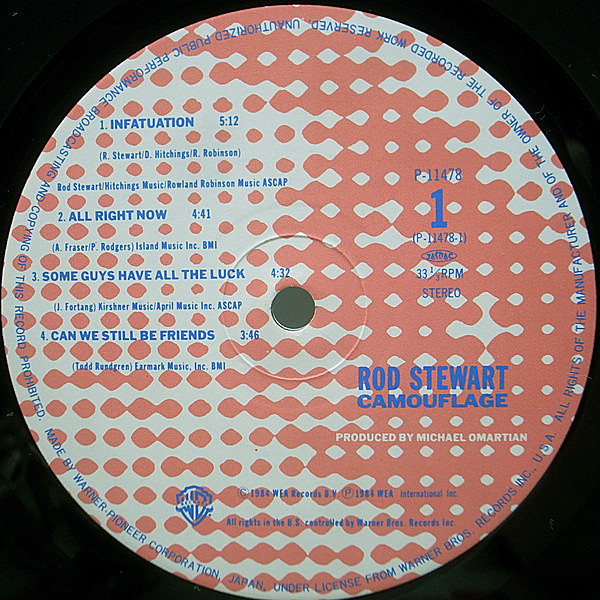 1. INFATUATION 5:12
(R. Stewart/D. Hitchings/R. Robinson)
Rod Stewart/Hitchings Music/Rowland Robinson Music ASCAP
2. ALL RIGHT NOW 4:41
(A. Fraser/P. Rodgers) Island Music Inc. BMI
3. SOME GUYS HAVE ALL THE LUCK 4:32
(J. Fortang) Kirshner Music/April Music Inc. ASCAP
4. CAN WE STILL BE FRIENDS 3:46
(Todd Rundgren) Earmark Music, Inc. BMI
P-11478
1
(P-11478-1)
JASRAC
33 1/3 RPM
STEREO
ROD STEWART
CAMOUFLAGE
PRODUCED BY MICHAEL OMARTIAN
WB
Ⓒ1984 WEA Records B.V. Ⓟ1984 WEA International Inc.
All rights in the U.S. controlled by Warner Bros. Records Inc.
MADE BY WARNER-PIONEER CORPORATION, JAPAN, UNDER LICENSE FROM WARNER BROS. RECORDS INC., U.S.A. ALL RIGHTS OF THE MANUFACTURER AND OF THE OWNER OF THE RECORDED WORK RESERVED. UNAUTHORIZED PUBLIC PERFORMANCE BROADCASTING AND COPYING OF THIS RECORD PROHIBITED.